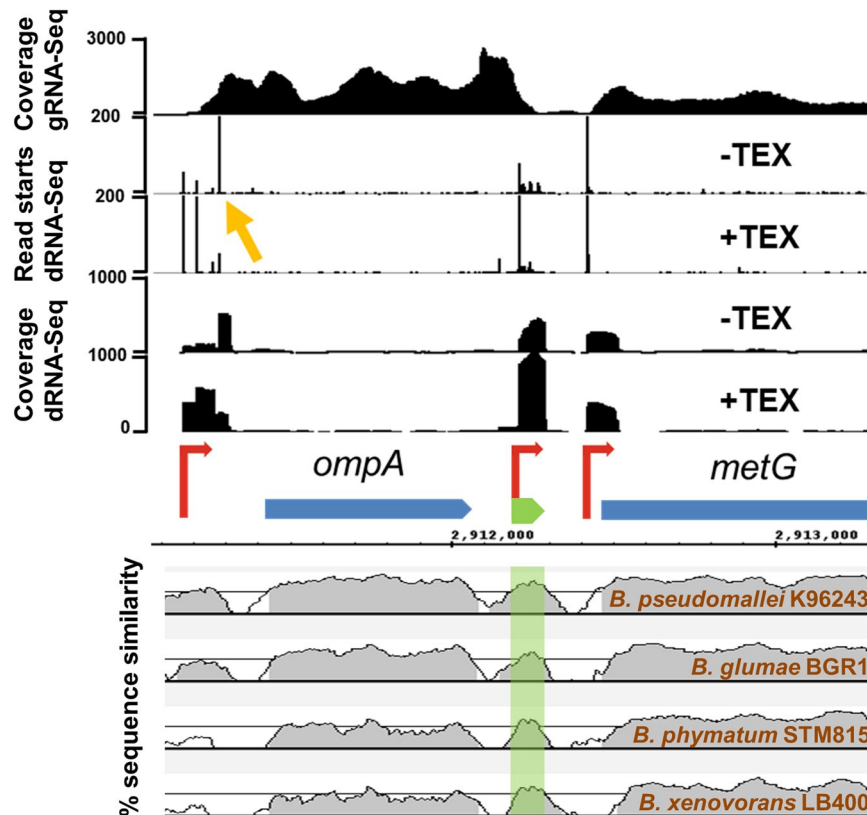 Coverage
gRNA-Seq
3000
200
Read starts
dRNA-Seq
-TEX
200
+TEX
1000
Coverage
dRNA-Seq
-TEX
1000
+TEX
0
ompA
metG
2,912,000
2,913,000
% sequence similarity
B. pseudomallei K96243
B. glumae BGR1
B. phymatum STM815
B. xenovorans LB400